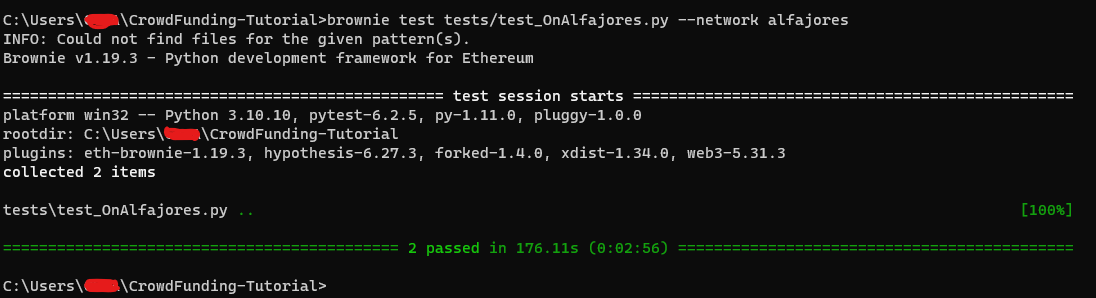 C:\Users\ \CrowdFunding-Tutorial>brownie test tests/test_OnAlfajores.py --network alfajores
INFO: Could not find files for the given pattern(s).
Brownie v1.19.3 - Python development framework for Ethereum
================================================= test session starts =================================================
platform win32 -- Python 3.10.10, pytest-6.2.5, py-1.11.0, pluggy-1.0.0
rootdir: C:\Users\ \CrowdFunding-Tutorial
plugins: eth-brownie-1.19.3, hypothesis-6.27.3, forked-1.4.0, xdist-1.34.0, web3-5.31.3
collected 2 items
tests\test_OnAlfajores.py .. [100%]
============================================ 2 passed in 176.11s (0:02:56) ============================================
C:\Users\ \CrowdFunding-Tutorial>